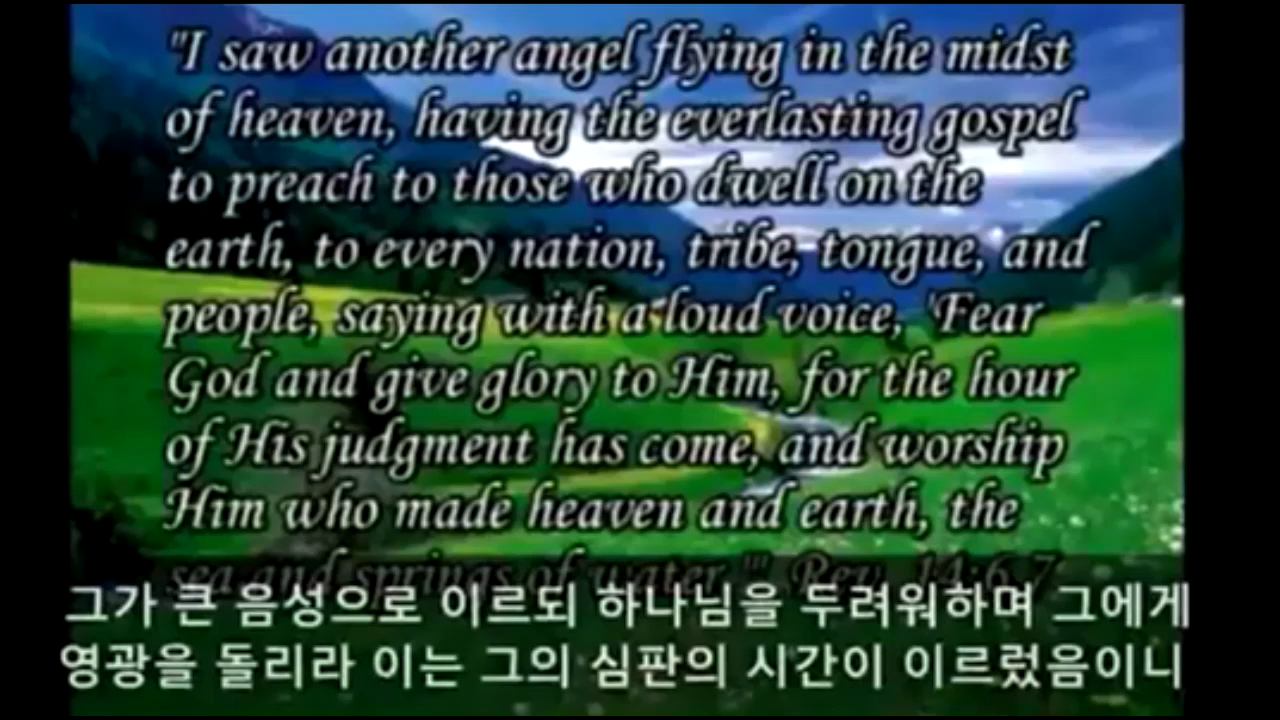 "I saw another angel flying in the midst
of heaven, having the everlasting gospel
to preach to those who dwell on the
earth, to every nation, tribe, tongue, and
people, saying with a loud voice, 'Fear
God and give glory to Him, for the hour
of His judgment has come, and worship
Him who made heaven and earth, the
sea and springs of water.'" Rev. 14:6,7
그가 큰 음성으로 이르되 하나님을 두려워하며 그에게
영광을 돌리라 이는 그의 심판의 시간이 이르렀음이니